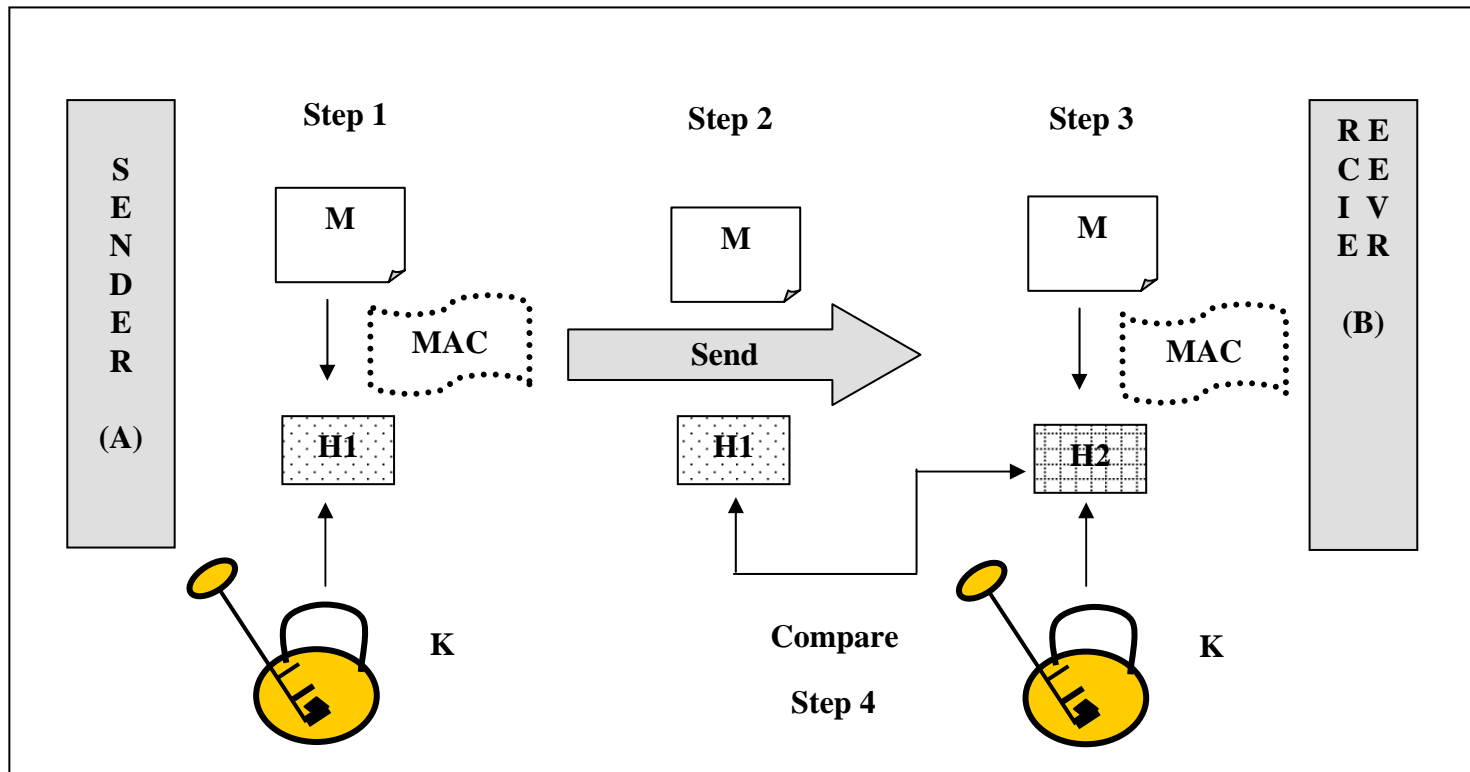 Step 1
Step 2
Step 3
S
E
N
D
E
R
(A)
R E
C E
I V
E R
(B)
M
M
M
MAC
Send
MAC
H1
H1
H2
K
Compare
K
Step 4